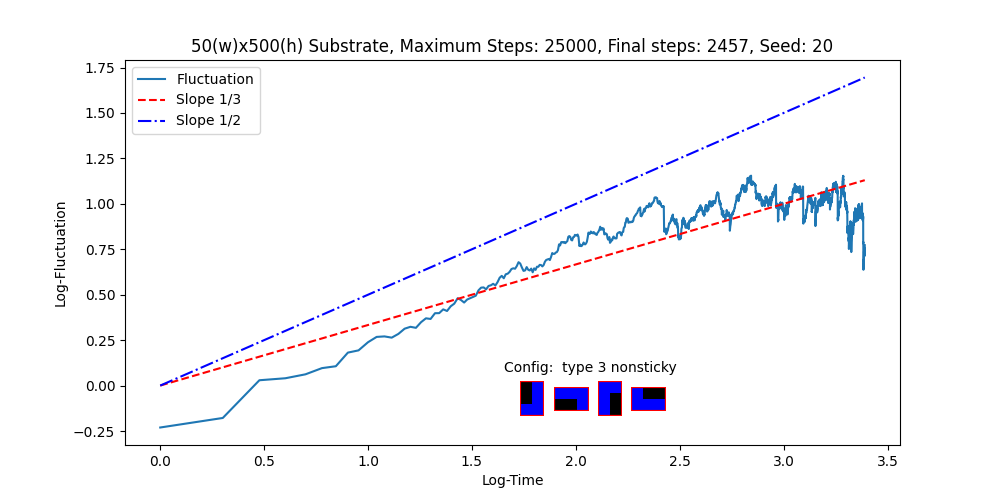 50(w)x500(h) Substrate, Maximum Steps: 25000, Final steps: 2457, Seed: 20
Fluctuation
Slope 1/3
Slope 1/2
Log-Fluctuation
1.75
1.50
1.25
1.00
0.75
0.50
0.25
0.00
−0.25
Config:  type 3 nonsticky
0.0 0.5 1.0 1.5 2.0 2.5 3.0 3.5
Log-Time